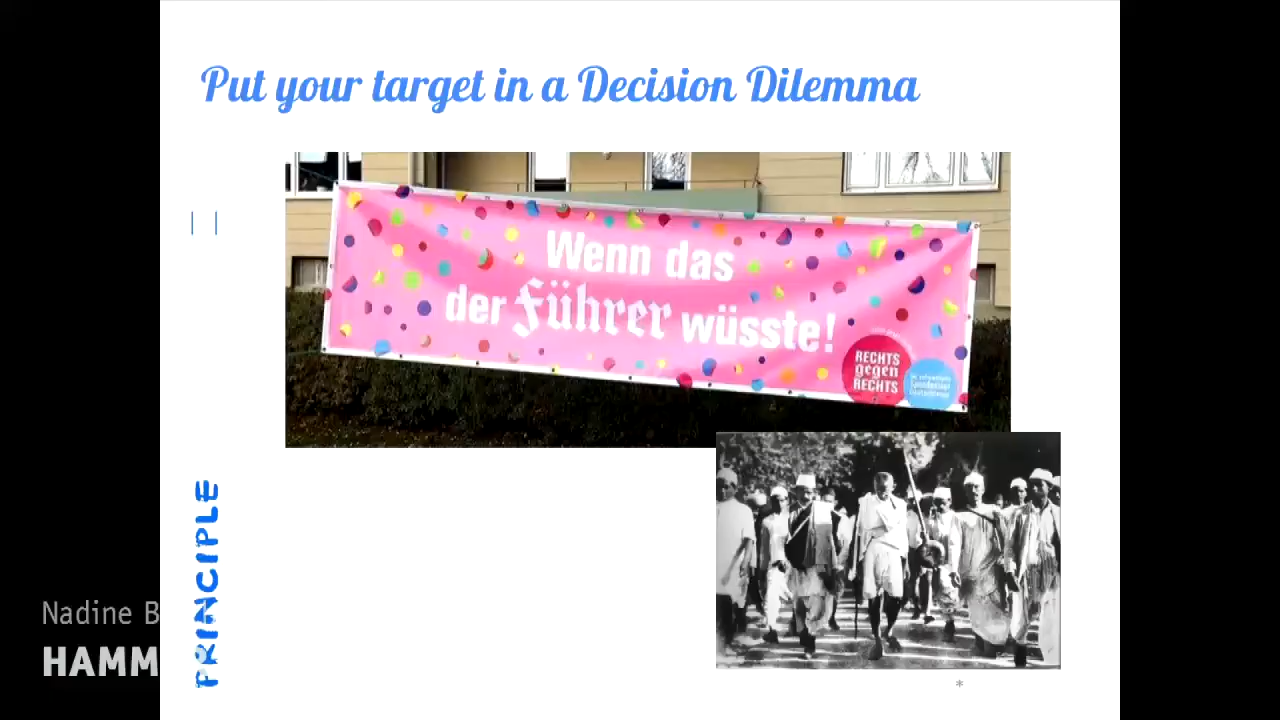 Put your target in a Decision Dilemma
Wenn das
der Führer wüsste!
RECHTS
gegen
RECHTS
PRINCIPLE
Nadine B
HAMM
*